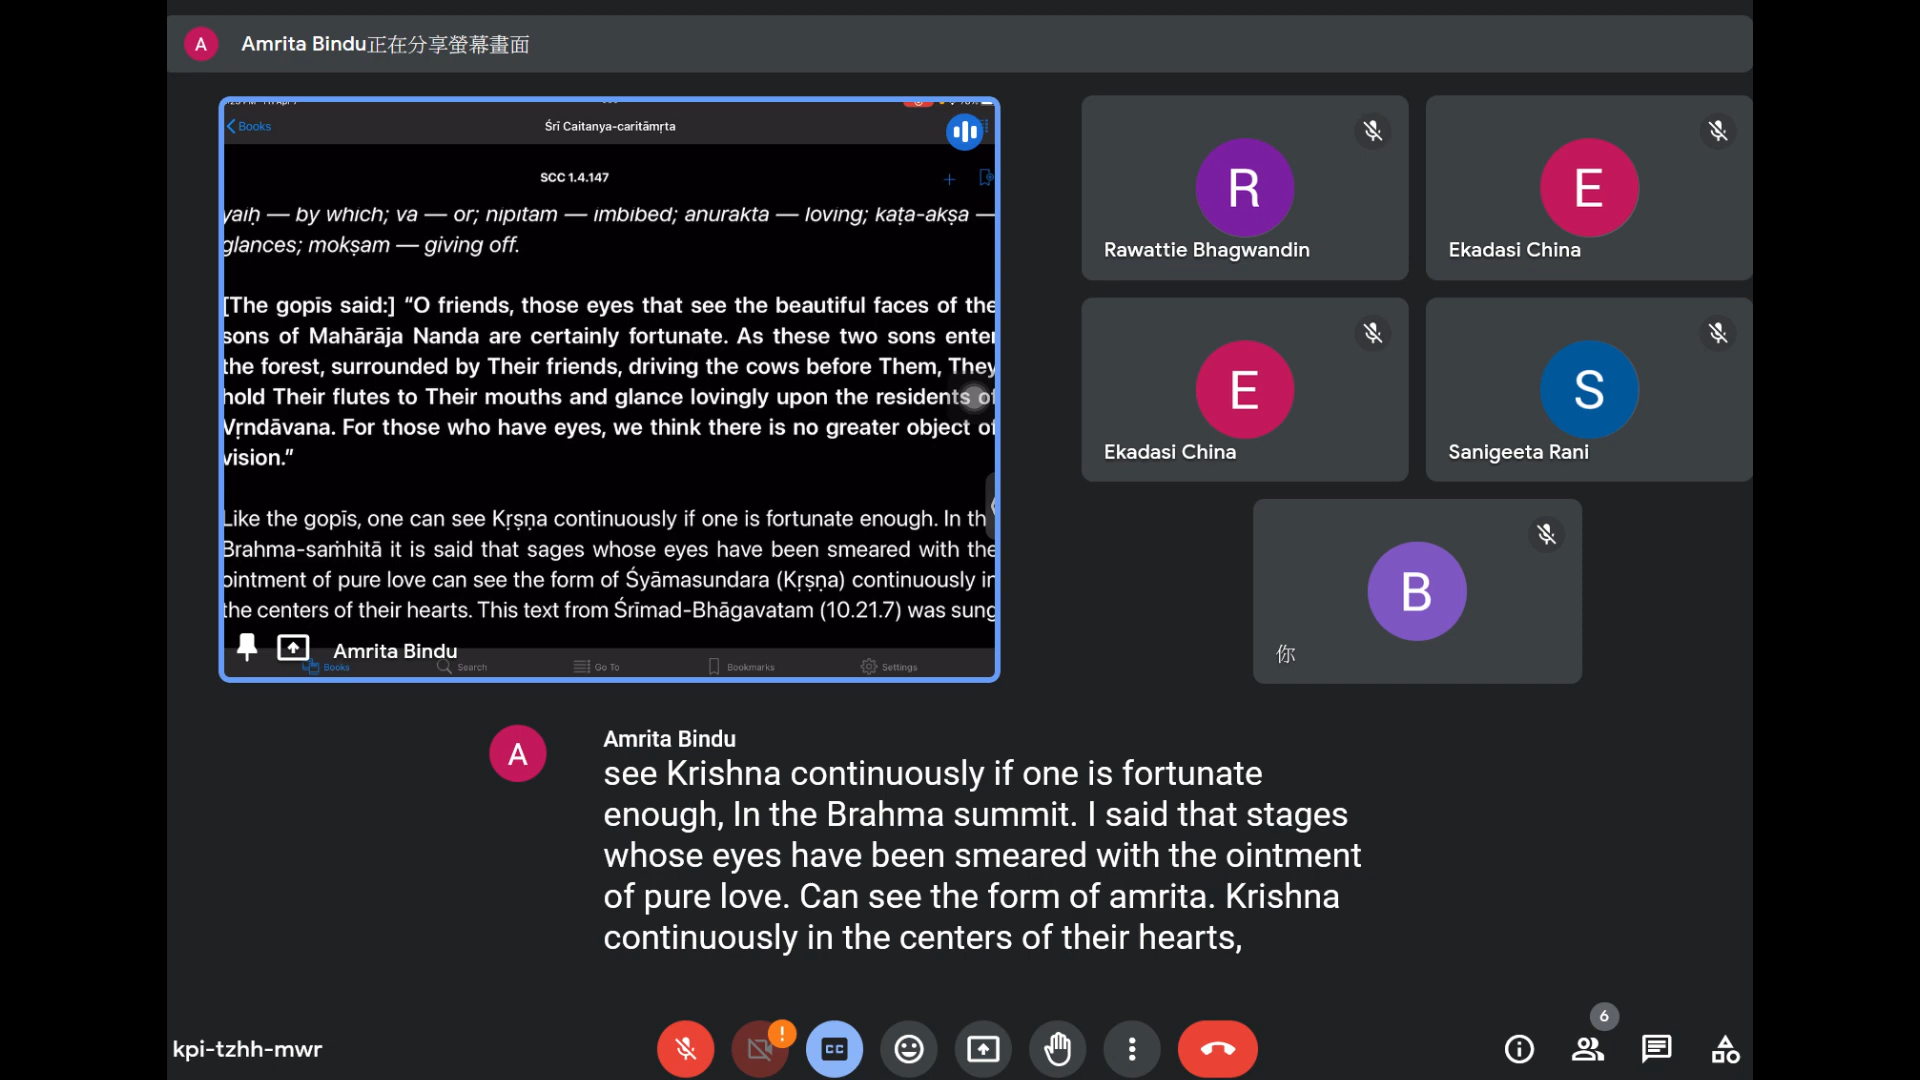 A Amrita Bindu正在分享螢幕畫面
Books
Śrī Caitanya-caritāmṛta
SCC 1.4.147
yaiḥ — by which; va — or; nipītam — imbibed; anurakta — loving; kaṭa-akṣa —
glances; mokṣam — giving off.
[The gopīs said:] “O friends, those eyes that see the beautiful faces of the
sons of Mahārāja Nanda are certainly fortunate. As these two sons enter
the forest, surrounded by Their friends, driving the cows before Them, They
hold Their flutes to Their mouths and glance lovingly upon the residents of
Vṛndāvana. For those who have eyes, we think there is no greater object of
vision.”
Like the gopīs, one can see Kṛṣṇa continuously if one is fortunate enough. In th
Brahma-saṁhitā it is said that sages whose eyes have been smeared with the
ointment of pure love can see the form of Śyāmasundara (Kṛṣṇa) continuously in
the centers of their hearts. This text from Śrīmad-Bhāgavatam (10.21.7) was sung
Amrita Bindu
Books Search Go To Bookmarks Settings
R
Rawattie Bhagwandin
E
Ekadasi China
E
Ekadasi China
S
Sanigeeta Rani
B
你
A
Amrita Bindu
see Krishna continuously if one is fortunate
enough, In the Brahma summit. I said that stages
whose eyes have been smeared with the ointment
of pure love. Can see the form of amrita. Krishna
continuously in the centers of their hearts,
kpi-tzhh-mwr
!
CC
6